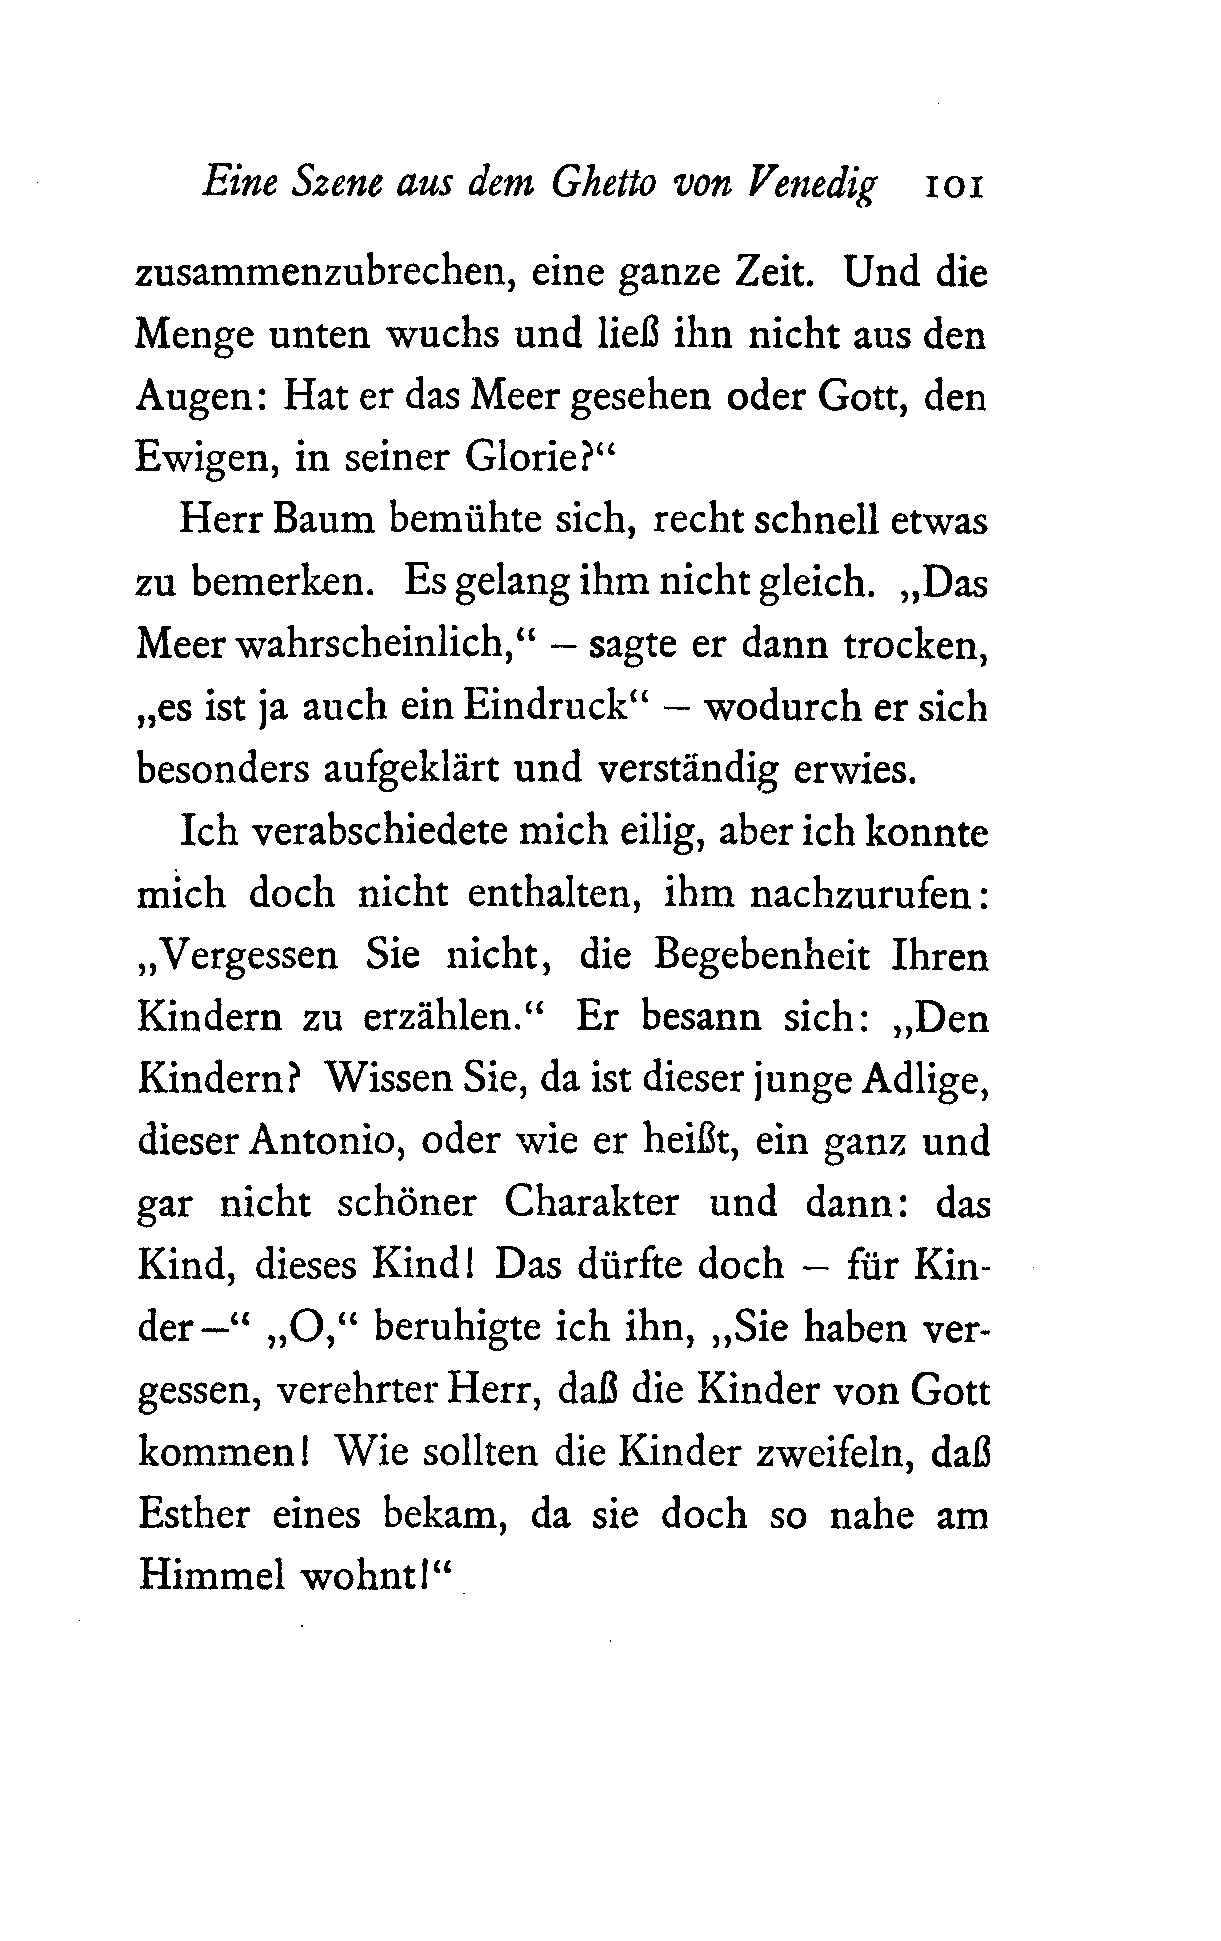 Eine Szene aus dem Ghetto von Venedig 101
zusammenzubrechen, eine ganze Zeit. Und die
Menge unten wuchs und ließ ihn nicht aus den
Augen: Hat er das Meer gesehen oder Gott, den
Ewigen, in seiner Glorie?“
Herr Baum bemühte sich, recht schnell etwas
zu bemerken. Es gelang ihm nicht gleich. „Das
Meer wahrscheinlich,“ – sagte er dann trocken,
„es ist ja auch ein Eindruck“ – wodurch er sich
besonders aufgeklärt und verständig erwies.
Ich verabschiedete mich eilig, aber ich konnte
mich doch nicht enthalten, ihm nachzurufen:
„Vergessen Sie nicht, die Begebenheit Ihren
Kindern zu erzählen.“ Er besann sich: „Den
Kindern? Wissen Sie, da ist dieser junge Adlige,
dieser Antonio, oder wie er heißt, ein ganz und
gar nicht schöner Charakter und dann: das
Kind, dieses Kind! Das dürfte doch – für Kin-
der –“ „O,“ beruhigte ich ihn, „Sie haben ver-
gessen, verehrter Herr, daß die Kinder von Gott
kommen! Wie sollten die Kinder zweifeln, daß
Esther eines bekam, da sie doch so nahe am
Himmel wohnt!“